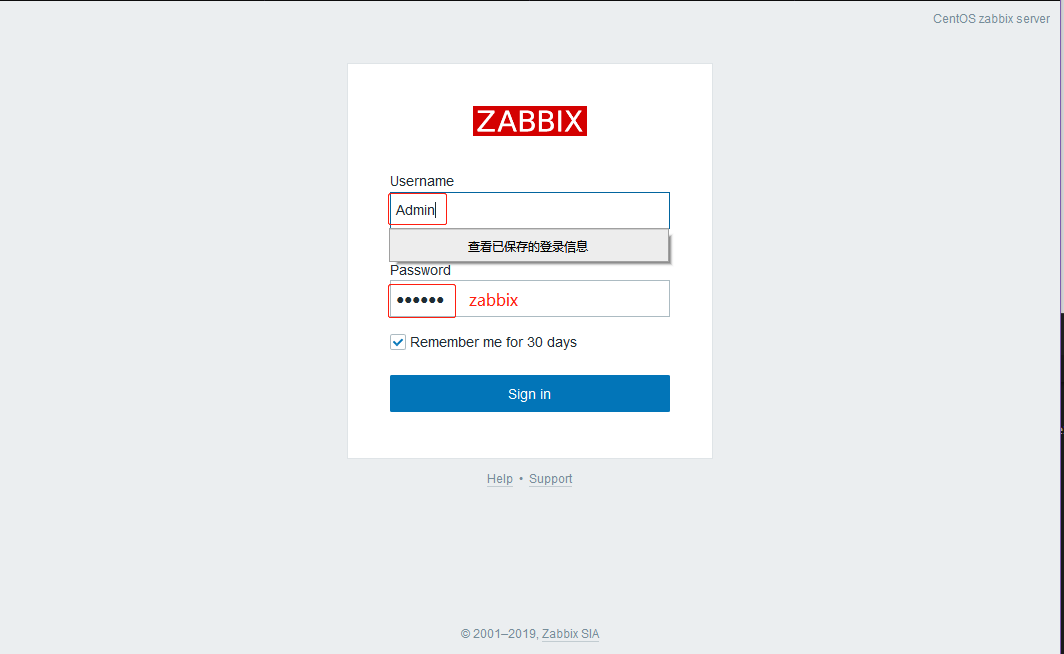 CentOS zabbix server
ZABBIX
Username
Admin
查看已保存的登录信息
Password
•••••• zabbix
Remember me for 30 days
Sign in
Help • Support
© 2001–2019, Zabbix SIA